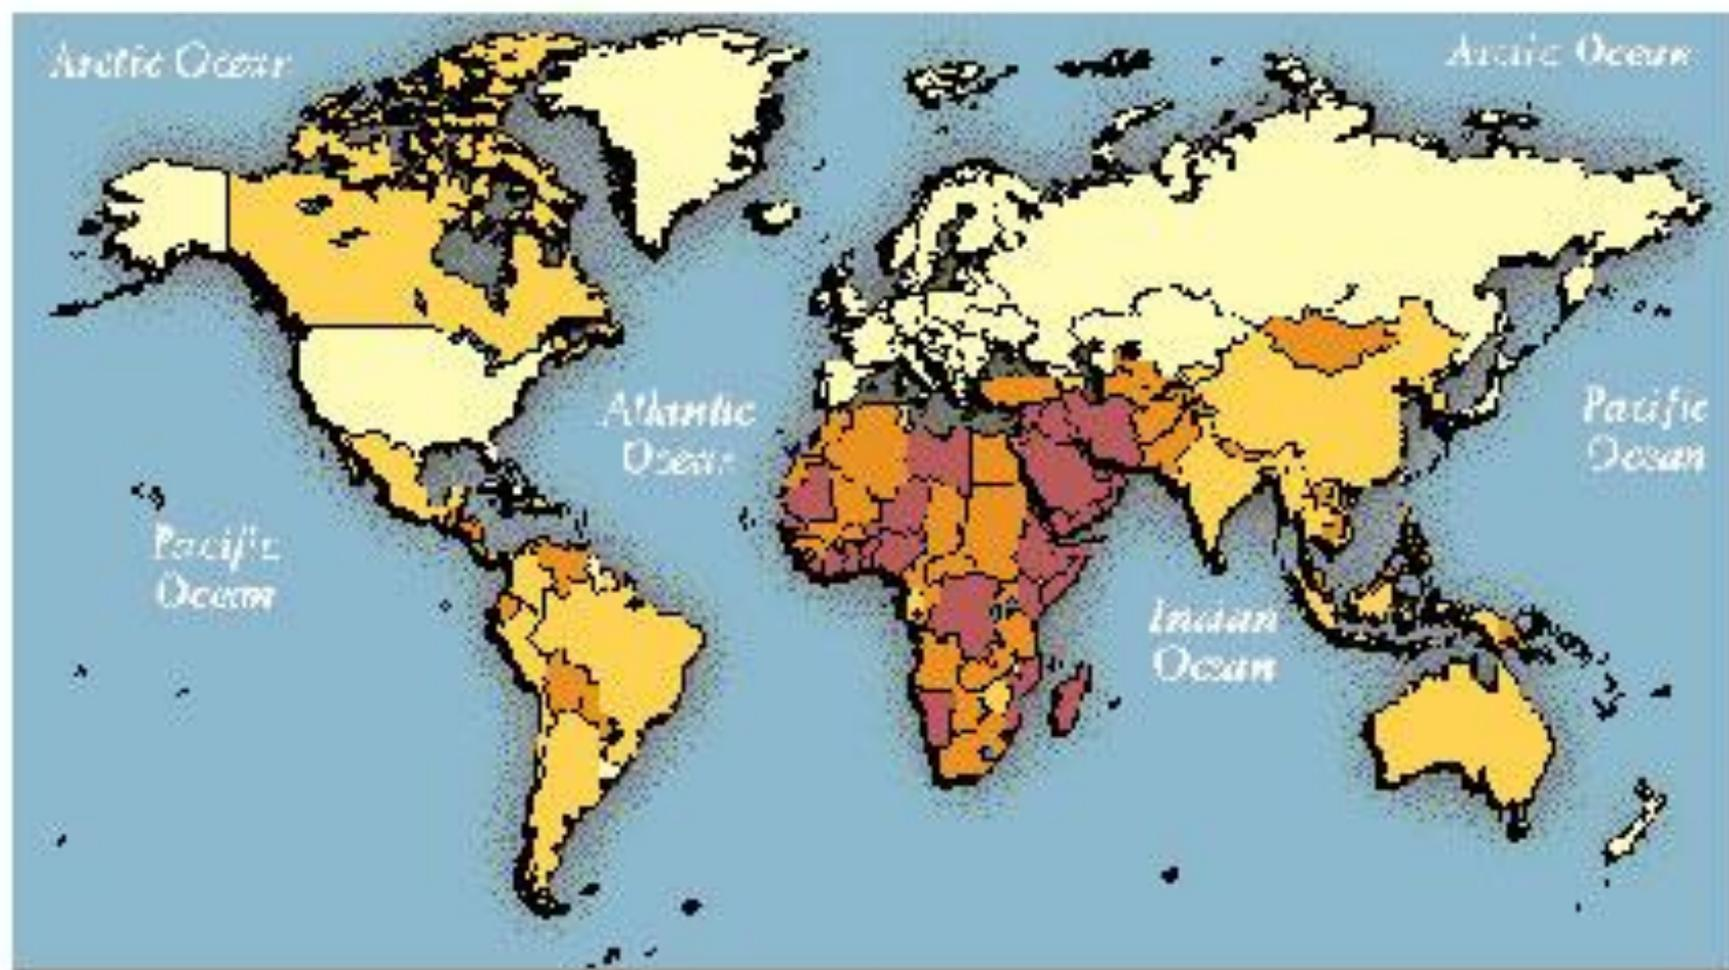 Arctic Ocean
Arctic Ocean
Atlantic
Ocean
Pacific
Ocean
Pacific
Ocean
Indian
Ocean